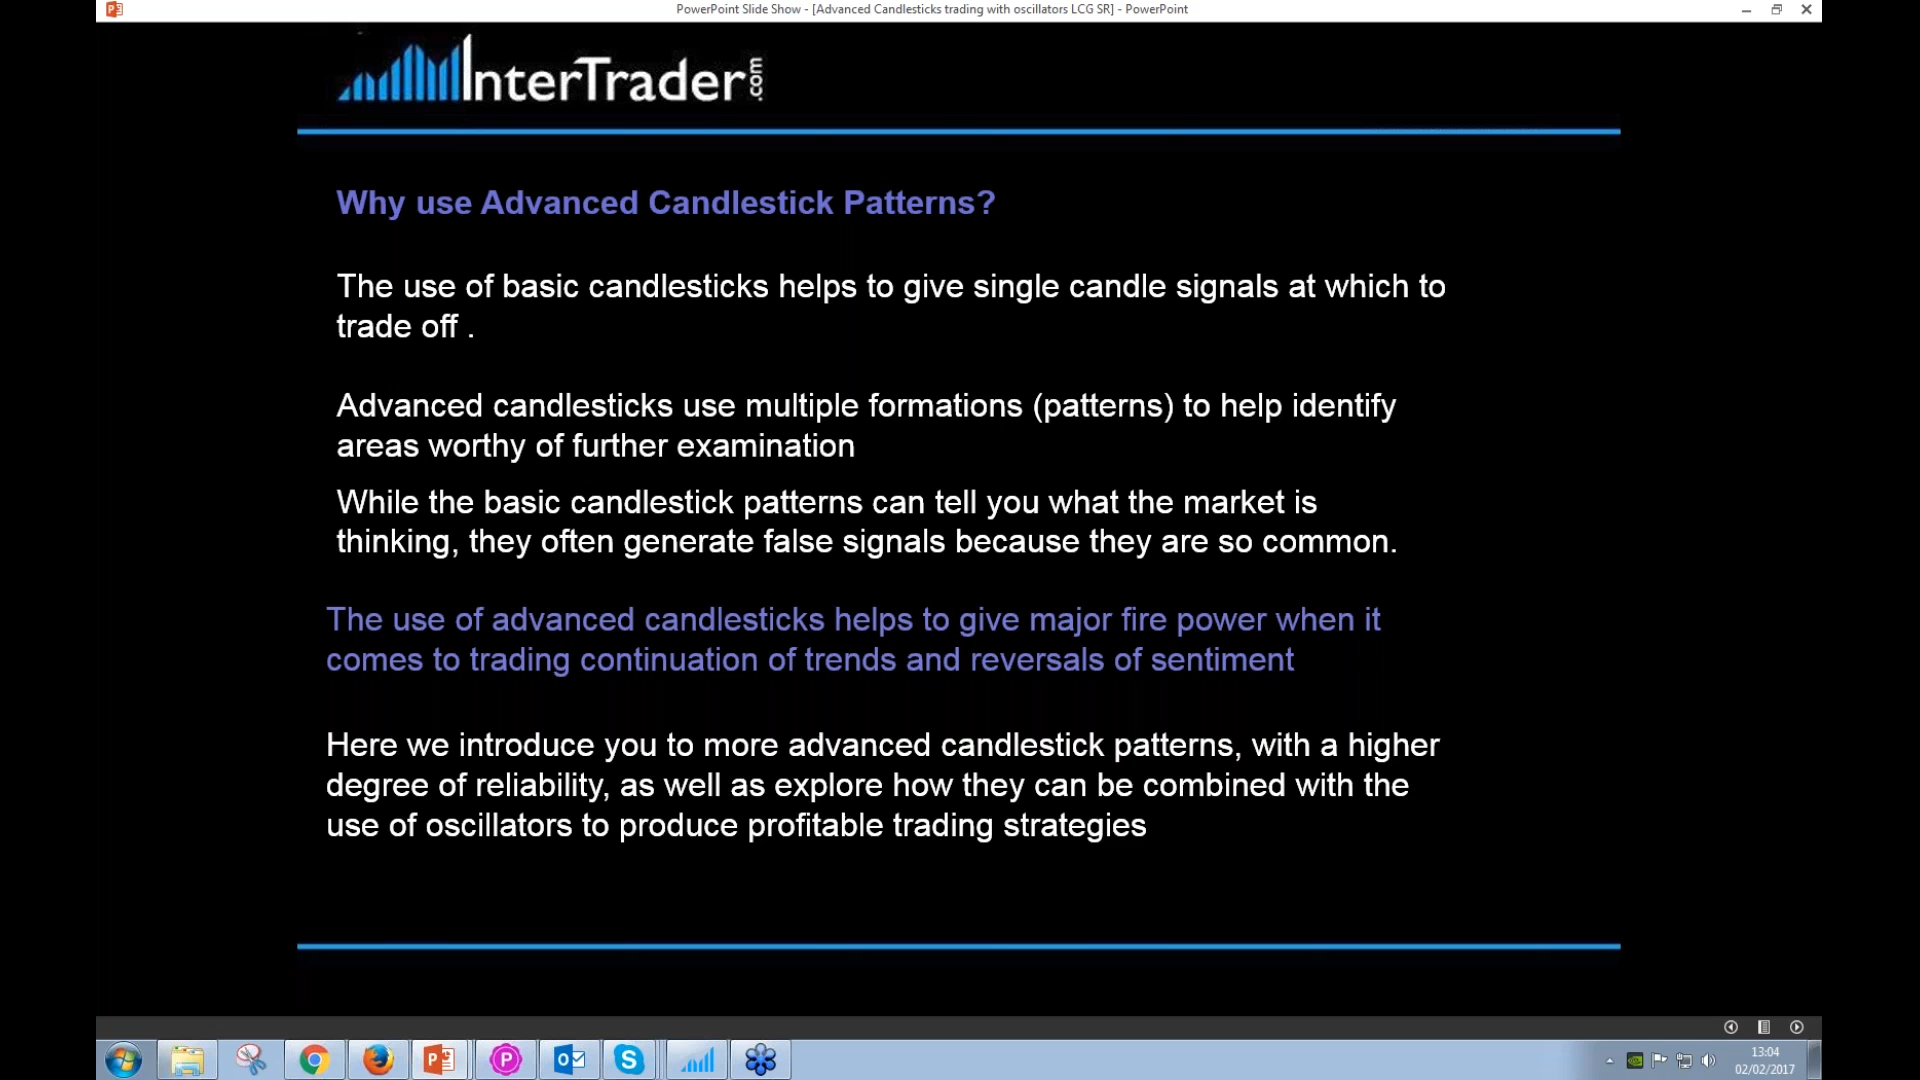 PowerPoint Slide Show - [Advanced Candlesticks trading with oscillators LCG SR] - PowerPoint
InterTrader.com
Why use Advanced Candlestick Patterns?
The use of basic candlesticks helps to give single candle signals at which to
trade off .
Advanced candlesticks use multiple formations (patterns) to help identify
areas worthy of further examination
While the basic candlestick patterns can tell you what the market is
thinking, they often generate false signals because they are so common.
The use of advanced candlesticks helps to give major fire power when it
comes to trading continuation of trends and reversals of sentiment
Here we introduce you to more advanced candlestick patterns, with a higher
degree of reliability, as well as explore how they can be combined with the
use of oscillators to produce profitable trading strategies
13:04
02/02/2017